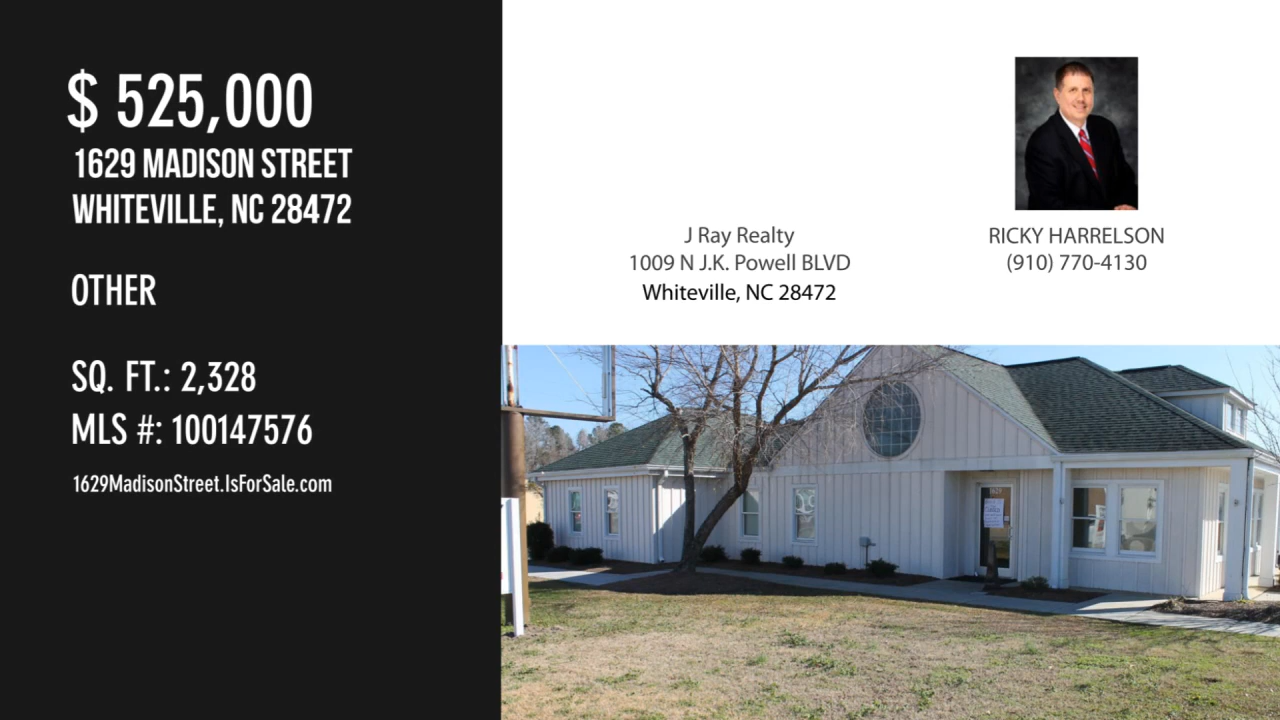 $ 525,000
1629 MADISON STREET
WHITEVILLE, NC 28472
OTHER
SQ. FT.: 2,328
MLS #: 100147576
1629MadisonStreet.IsForSale.com
J Ray Realty
1009 N J.K. Powell BLVD
Whiteville, NC 28472
RICKY HARRELSON
(910) 770-4130
1629